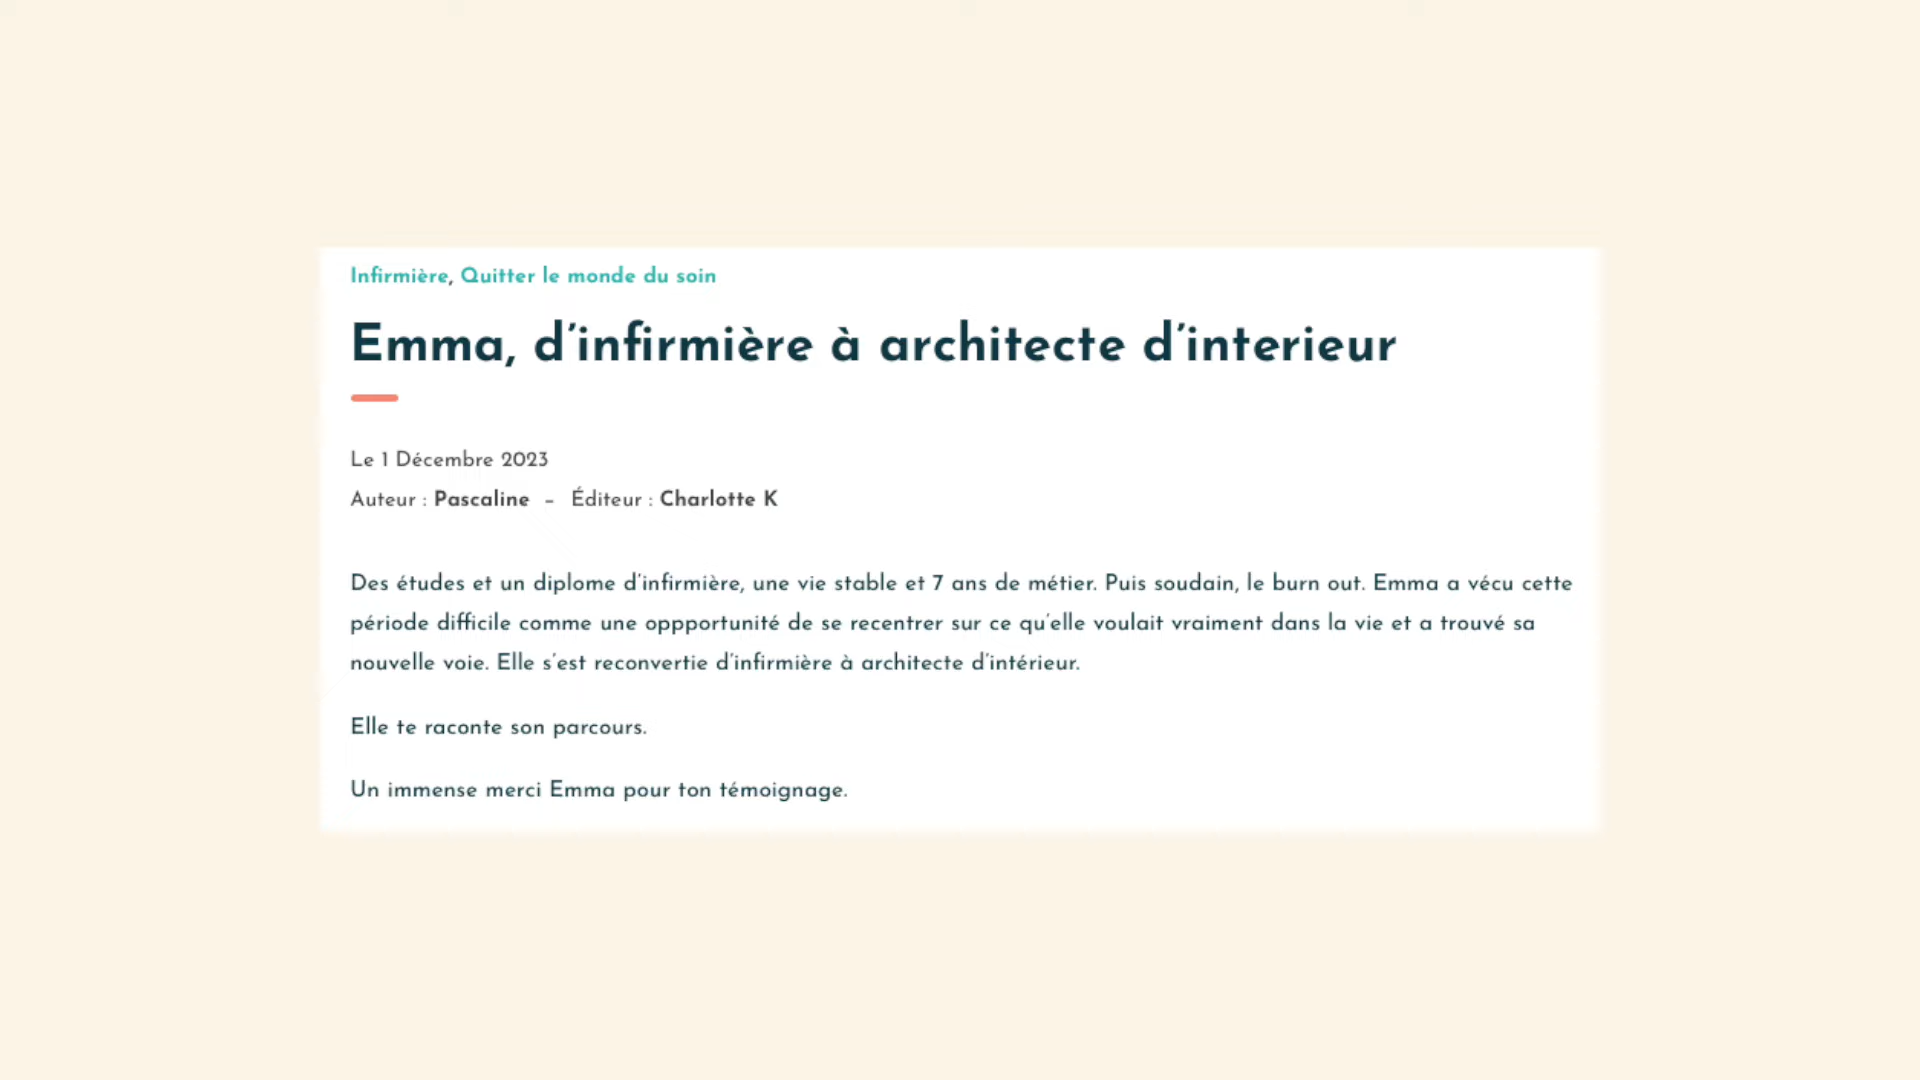 Infirmière, Quitter le monde du soin
Emma, d’infirmière à architecte d’interieur
Le 1 Décembre 2023
Auteur : Pascaline – Éditeur : Charlotte K
Des études et un diplome d’infirmière, une vie stable et 7 ans de métier. Puis soudain, le burn out. Emma a vécu cette
période difficile comme une oppportunité de se recentrer sur ce qu’elle voulait vraiment dans la vie et a trouvé sa
nouvelle voie. Elle s’est reconvertie d’infirmière à architecte d’intérieur.
Elle te raconte son parcours.
Un immense merci Emma pour ton témoignage.